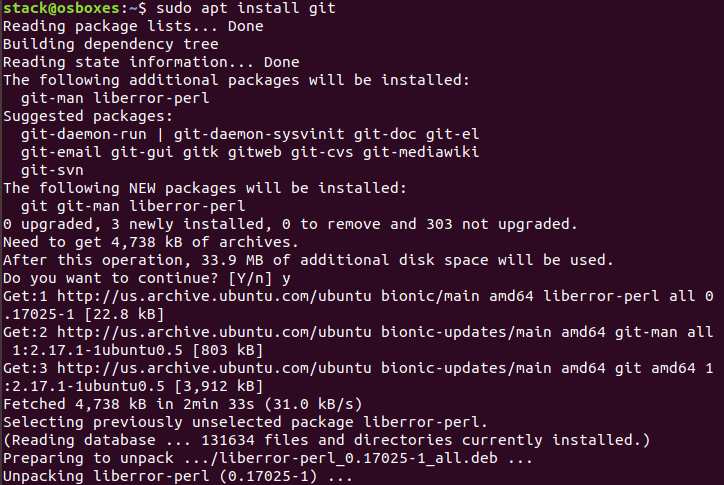 stack@osboxes:~$ sudo apt install git
Reading package lists... Done
Building dependency tree
Reading state information... Done
The following additional packages will be installed:
  git-man liberror-perl
Suggested packages:
  git-daemon-run | git-daemon-sysvinit git-doc git-el
  git-email git-gui gitk gitweb git-cvs git-mediawiki
  git-svn
The following NEW packages will be installed:
  git git-man liberror-perl
0 upgraded, 3 newly installed, 0 to remove and 303 not upgraded.
Need to get 4,738 kB of archives.
After this operation, 33.9 MB of additional disk space will be used.
Do you want to continue? [Y/n] y
Get:1 http://us.archive.ubuntu.com/ubuntu bionic/main amd64 liberror-perl all 0
.17025-1 [22.8 kB]
Get:2 http://us.archive.ubuntu.com/ubuntu bionic-updates/main amd64 git-man all
 1:2.17.1-1ubuntu0.5 [803 kB]
Get:3 http://us.archive.ubuntu.com/ubuntu bionic-updates/main amd64 git amd64 1
:2.17.1-1ubuntu0.5 [3,912 kB]
Fetched 4,738 kB in 2min 33s (31.0 kB/s)
Selecting previously unselected package liberror-perl.
(Reading database ... 131634 files and directories currently installed.)
Preparing to unpack .../liberror-perl_0.17025-1_all.deb ...
Unpacking liberror-perl (0.17025-1) ...